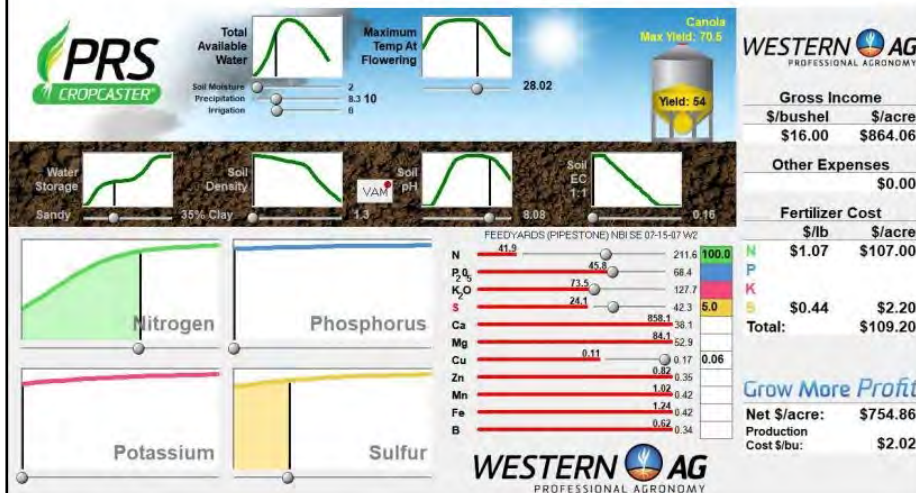 PRS
CROPCASTER®
Total
Available
Water
Soil Moisture 2
Precipitation 8.3 10
Irrigation 0
Maximum
Temp At
Flowering
28.02
Canola
Max Yield: 70.5
Yield: 54
Water
Storage
Sandy 35% Clay
Soil
Density
1.3
VAM
Soil
pH
8.08
Soil
EC
1:1
0.16
Nitrogen
Phosphorus
Potassium
Sulfur
FEEDYARDS (PIPESTONE) NBI SE 07-15-07 W2
N 41.9 211.6 100.0
P2O5 45.8 68.4
K2O 73.5 127.7
S 24.1 42.3 5.0
Ca 858.1 38.1
Mg 84.1 52.9
Cu 0.11 0.17 0.06
Zn 0.82 0.35
Mn 1.02 0.42
Fe 1.24 0.42
B 0.62 0.34
WESTERN AG
PROFESSIONAL AGRONOMY
WESTERN AG
PROFESSIONAL AGRONOMY
Gross Income
$/bushel $/acre
$16.00 $864.06
Other Expenses
$0.00
Fertilizer Cost
$/lb $/acre
N $1.07 $107.00
P
K
S $0.44 $2.20
Total: $109.20
Grow More Profit
Net $/acre: $754.86
Production
Cost $/bu: $2.02